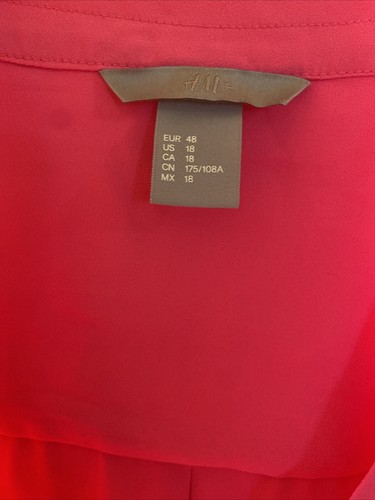 H&M+
EUR 48
US 18
CA 18
CN 175/108A
MX 18